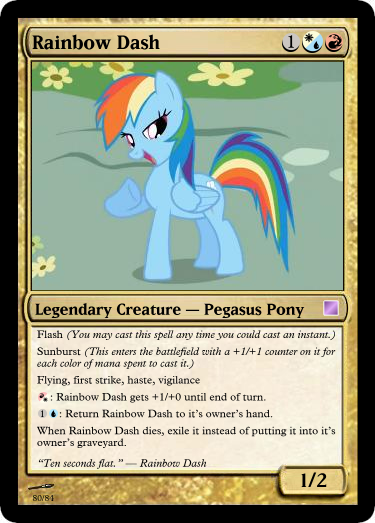 Rainbow Dash 1
Legendary Creature — Pegasus Pony
Flash (You may cast this spell any time you could cast an instant.)
Sunburst (This enters the battlefield with a +1/+1 counter on it for
each color of mana spent to cast it.)
Flying, first strike, haste, vigilance
: Rainbow Dash gets +1/+0 until end of turn.
1 : Return Rainbow Dash to it's owner's hand.
When Rainbow Dash dies, exile it instead of putting it into it's
owner's graveyard.
“Ten seconds flat.” — Rainbow Dash
1/2
80/84